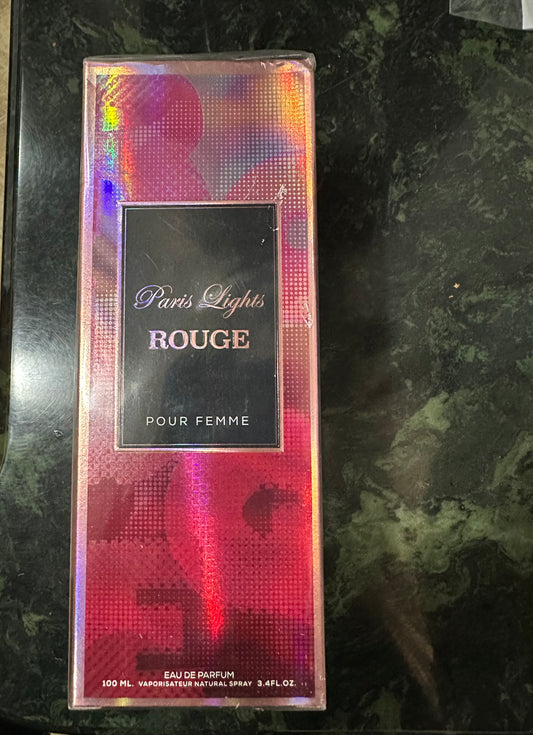 Paris Lights
ROUGE
POUR FEMME
EAU DE PARFUM
100 ML. VAPORISATEUR NATURAL SPRAY 3.4FL.OZ.